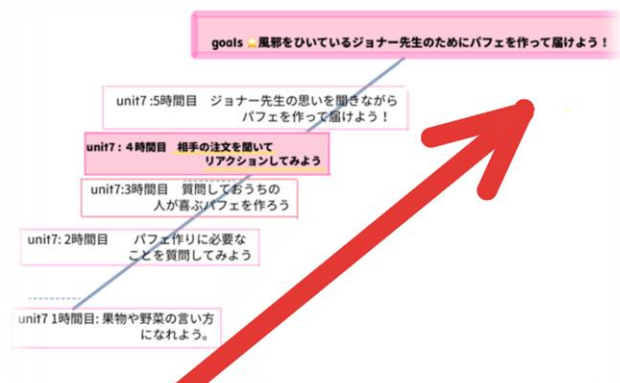 goals ⭐風邪をひいているジョナー先生のためにパフェを作って届けよう！
unit7 :5時間目　ジョナー先生の思いを聞きながら
パフェを作って届けよう！
unit7：４時間目　相手の注文を聞いて
リアクションしてみよう
unit7:3時間目　質問しておうちの
人が喜ぶパフェを作ろう
unit7: 2時間目　パフェ作りに必要な
ことを質問してみよう
unit7 1時間目: 果物や野菜の言い方
になれよう。